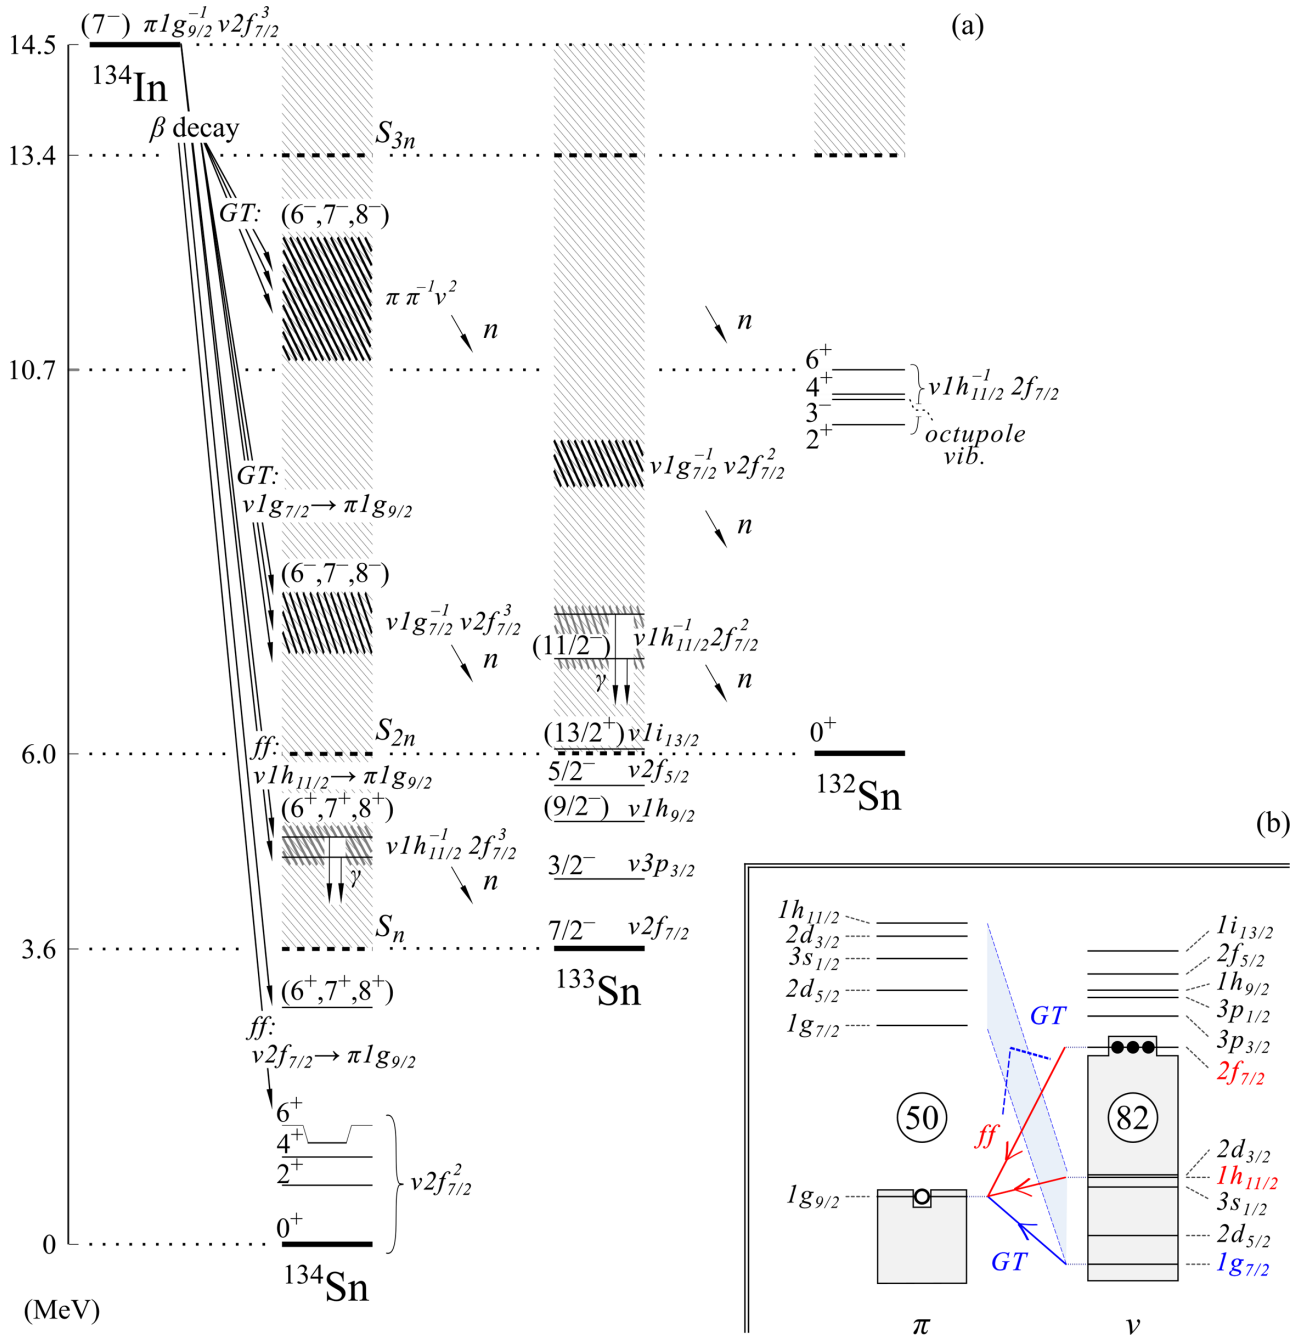 (7⁻) π1g₉/₂⁻¹ ν2f₇/₂³
(a)
14.5
¹³⁴In
β decay
S₃ₙ
13.4
GT: (6⁻,7⁻,8⁻)
π π⁻¹ν²
n
n
10.7
6⁺
4⁺
3⁻
2⁺
ν1h₁₁/₂⁻¹ 2f₇/₂
octupole
vib.
GT:
ν1g₇/₂→ π1g₉/₂
ν1g₇/₂⁻¹ ν2f₇/₂²
n
(6⁻,7⁻,8⁻)
ν1g₇/₂⁻¹ ν2f₇/₂³
n
(11/2⁻)
ν1h₁₁/₂⁻¹2f₇/₂²
γ
n
S₂ₙ
(13/2⁺) ν1i₁₃/₂
0⁺
6.0
ff:
ν1h₁₁/₂→ π1g₉/₂
5/2⁻ ν2f₅/₂
¹³²Sn
(6⁺,7⁺,8⁺)
(9/2⁻) ν1h₉/₂
ν1h₁₁/₂⁻¹ 2f₇/₂³
γ
n
3/2⁻ ν3p₃/₂
Sₙ
7/2⁻ ν2f₇/₂
3.6
¹³³Sn
(6⁺,7⁺,8⁺)
ff:
ν2f₇/₂→ π1g₉/₂
6⁺
4⁺
2⁺
0⁺
ν2f₇/₂²
0
¹³⁴Sn
(MeV)
(b)
1h₁₁/₂
2d₃/₂
3s₁/₂
2d₅/₂
1g₇/₂
50
1g₉/₂
π
GT
ff
GT
1i₁₃/₂
2f₅/₂
1h₉/₂
3p₁/₂
3p₃/₂
2f₇/₂
82
2d₃/₂
1h₁₁/₂
3s₁/₂
2d₅/₂
1g₇/₂
ν